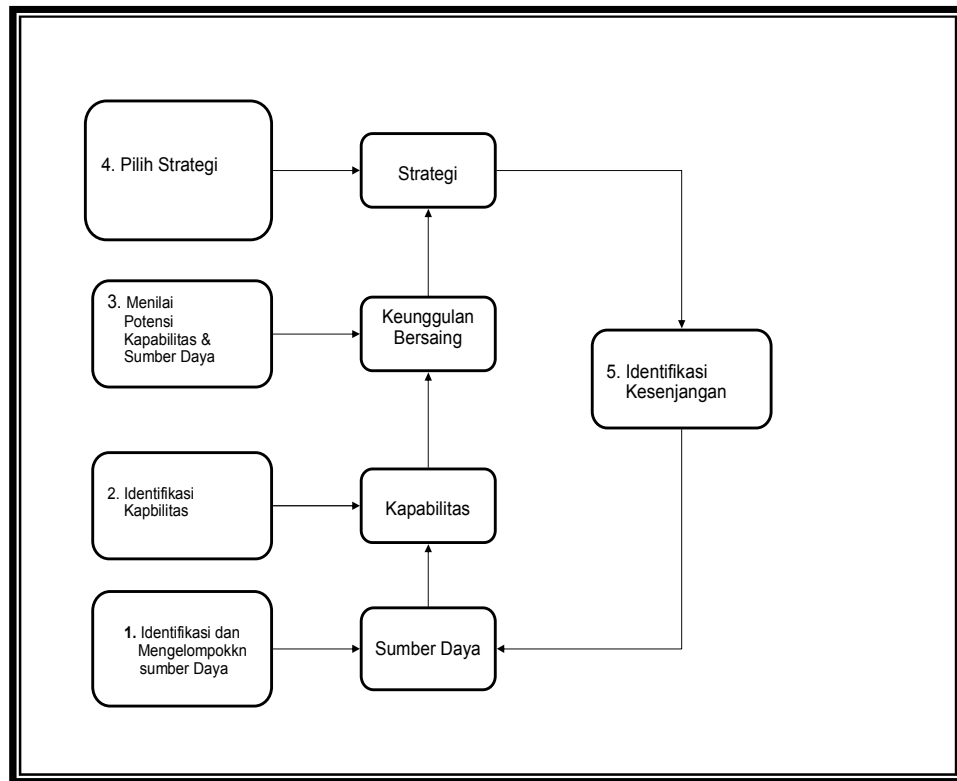 4. Pilih Strategi
Strategi
3. Menilai
Potensi
Kapabilitas &
Sumber Daya
Keunggulan
Bersaing
5. Identifikasi
Kesenjangan
2. Identifikasi
Kapbilitas
Kapabilitas
1. Identifikasi dan
Mengelompokkn
sumber Daya
Sumber Daya